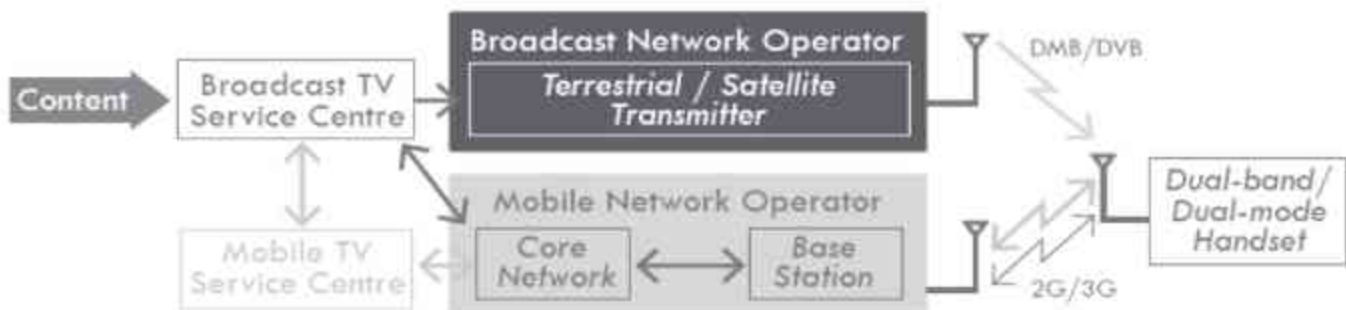 Broadcast Network Operator
DMB/DVB
Content
Broadcast TV
Service Centre
Terrestrial / Satellite
Transmitter
Mobile Network Operator
Dual-band/
Dual-mode
Handset
Mobile TV
Service Centre
Core
Network
Base
Station
2G/3G